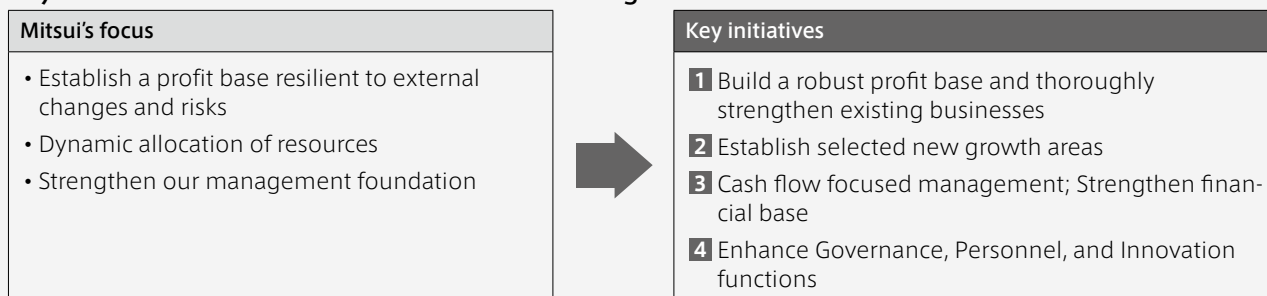 Mitsui's focus
• Establish a profit base resilient to external
changes and risks
• Dynamic allocation of resources
• Strengthen our management foundation
Key initiatives
1 Build a robust profit base and thoroughly
strengthen existing businesses
2 Establish selected new growth areas
3 Cash flow focused management; Strengthen finan-
cial base
4 Enhance Governance, Personnel, and Innovation
functions